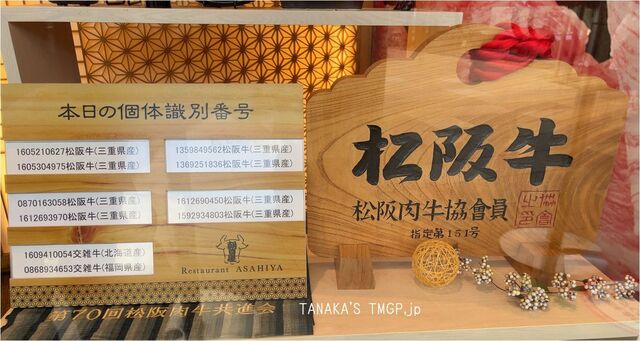 本日の個体識別番号
1605210627松阪牛(三重県産)
1605304975松阪牛(三重県産)
1359849562松阪牛(三重県産)
1369251836松阪牛(三重県産)
0870163058松阪牛(三重県産)
1612693970松阪牛(三重県産)
1612690450松阪牛(三重県産)
1592934803松阪牛(三重県産)
1609410054交雑牛(北海道産)
0868934653交雑牛(福岡県産)
Restaurant ASAHIYA
第70回松阪肉牛共進会
松阪牛
松阪肉牛協會員
指定第151号
TANAKA'S TMGP.jp